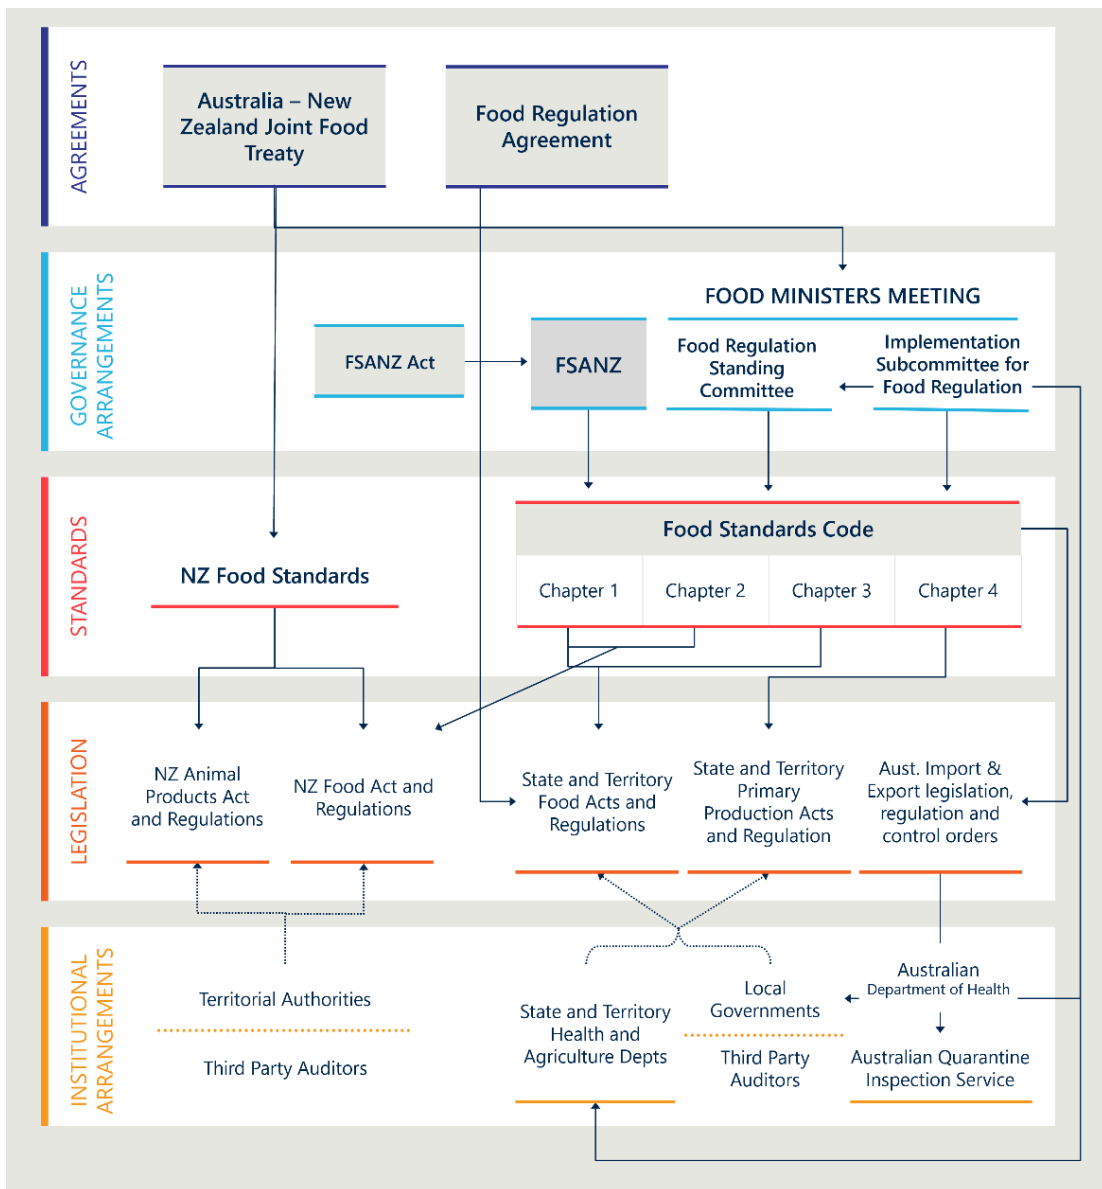 AGREEMENTS
Australia – New
Zealand Joint Food
Treaty
Food Regulation
Agreement
GOVERNANCE
ARRANGEMENTS
FSANZ Act
FSANZ
FOOD MINISTERS MEETING
Food Regulation
Standing
Committee
Implementation
Subcommittee for
Food Regulation
STANDARDS
NZ Food Standards
Food Standards Code
Chapter 1
Chapter 2
Chapter 3
Chapter 4
LEGISLATION
NZ Animal
Products Act
and Regulations
NZ Food Act and
Regulations
State and Territory
Food Acts and
Regulations
State and Territory
Primary
Production Acts
and Regulation
Aust. Import &
Export legislation,
regulation and
control orders
INSTITUTIONAL
ARRANGEMENTS
Territorial Authorities
Third Party Auditors
State and Territory
Health and
Agriculture Depts
Local
Governments
Third Party
Auditors
Australian
Department of Health
Australian Quarantine
Inspection Service